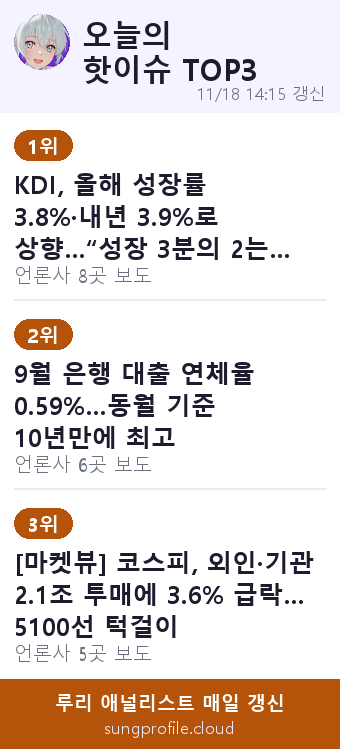 오늘의
핫이슈 TOP3
11/18 14:15 갱신
1위
KDI, 올해 성장률
3.8%·내년 3.9%로
상향…“성장 3분의 2는…
언론사 8곳 보도
2위
9월 은행 대출 연체율
0.59%…동월 기준
10년만에 최고
언론사 6곳 보도
3위
[마켓뷰] 코스피, 외인·기관
2.1조 투매에 3.6% 급락…
5100선 턱걸이
언론사 5곳 보도
루리 애널리스트 매일 갱신
sungprofile.cloud